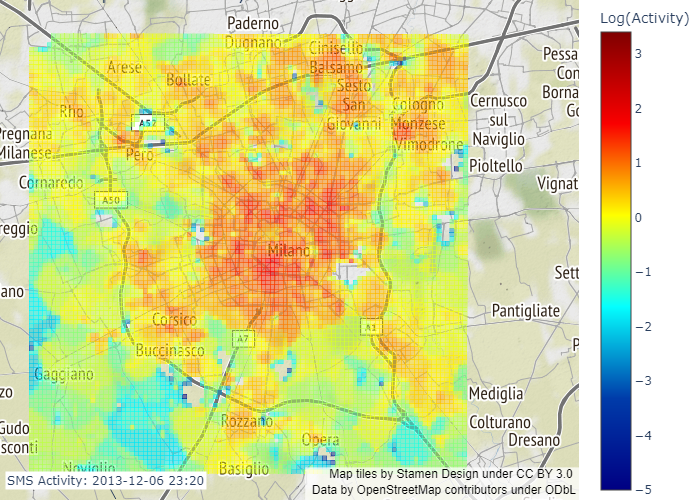 Log(Activity)
3
2
1
0
−1
−2
−3
−4
−5
Paderno
Dugnano
Cinisello
Balsamo
Sesto
San
Giovanni
Arese
Bollate
Rho
A52
Pero
Cologno
Monzese
Vimodrone
Cernusco
sul
Naviglio
Pioltello
Pessa
Con
Borna
Go
Vignat
Pregnana
Milanese
Cornaredo
A50
reggio
Milano
ano
Sett
Pantigliate
P
Corsico
A7
A1
Buccinasco
Gaggiano
zo
Mediglia
Colturano
Dresano
Rozzano
Opera
Gudo
sconti
Noviglio
Basiglio
SMS Activity: 2013-12-06 23:20
Map tiles by Stamen Design under CC BY 3.0
Data by OpenStreetMap contributors under ODbL